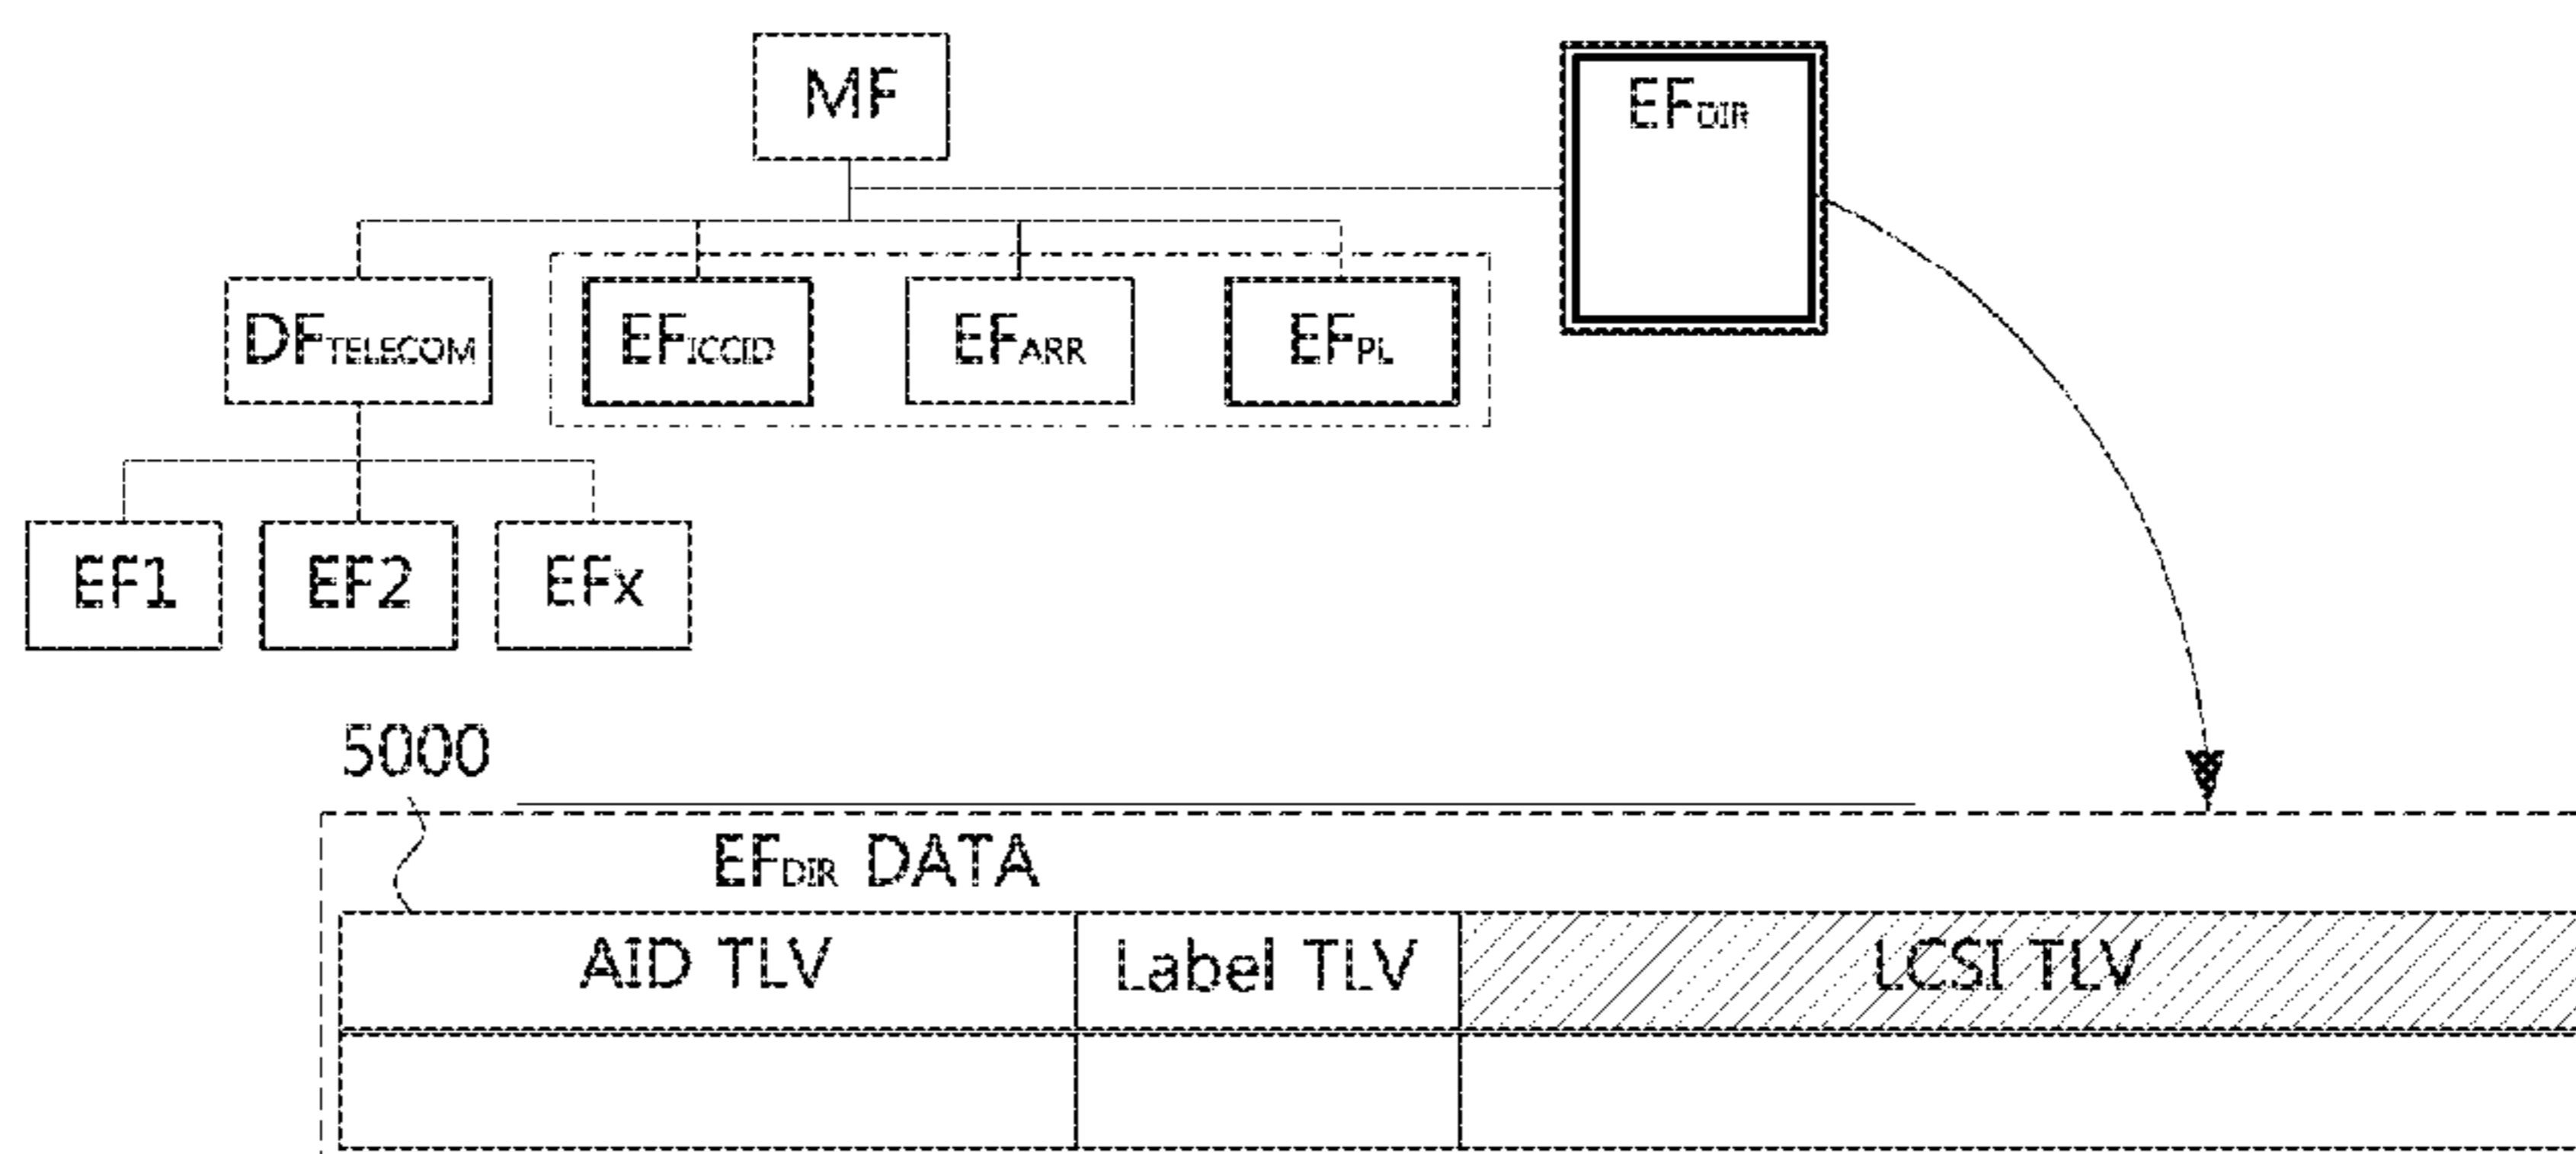 MF
EFDIR
DFTELECOM
EFICCID
EFARR
EFPL
EF1
EF2
EFx
5000
EFDIR DATA
AID TLV
Label TLV
LCSI TLV